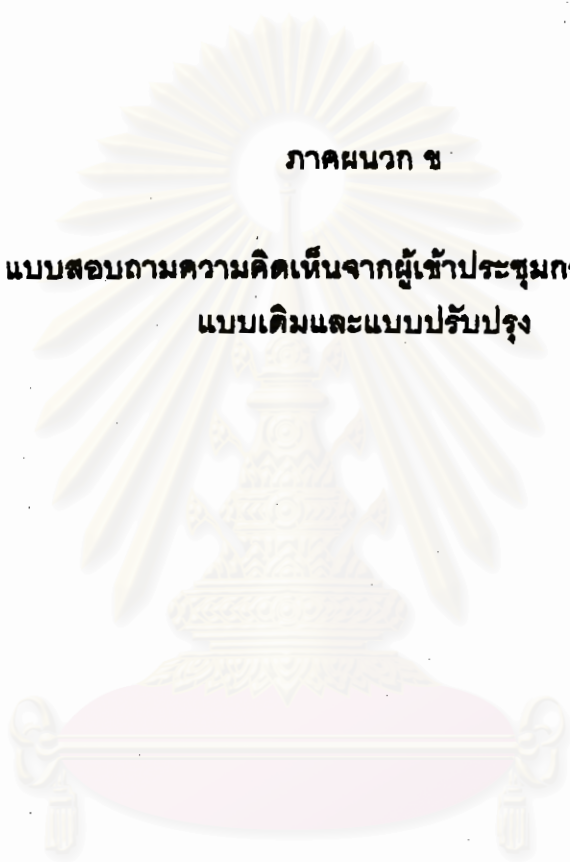 ภาคผนวก ช
แบบสอบถามความคิดเห็นจากผู้เข้าประชุม
แบบเดิมและแบบปรับปรุง